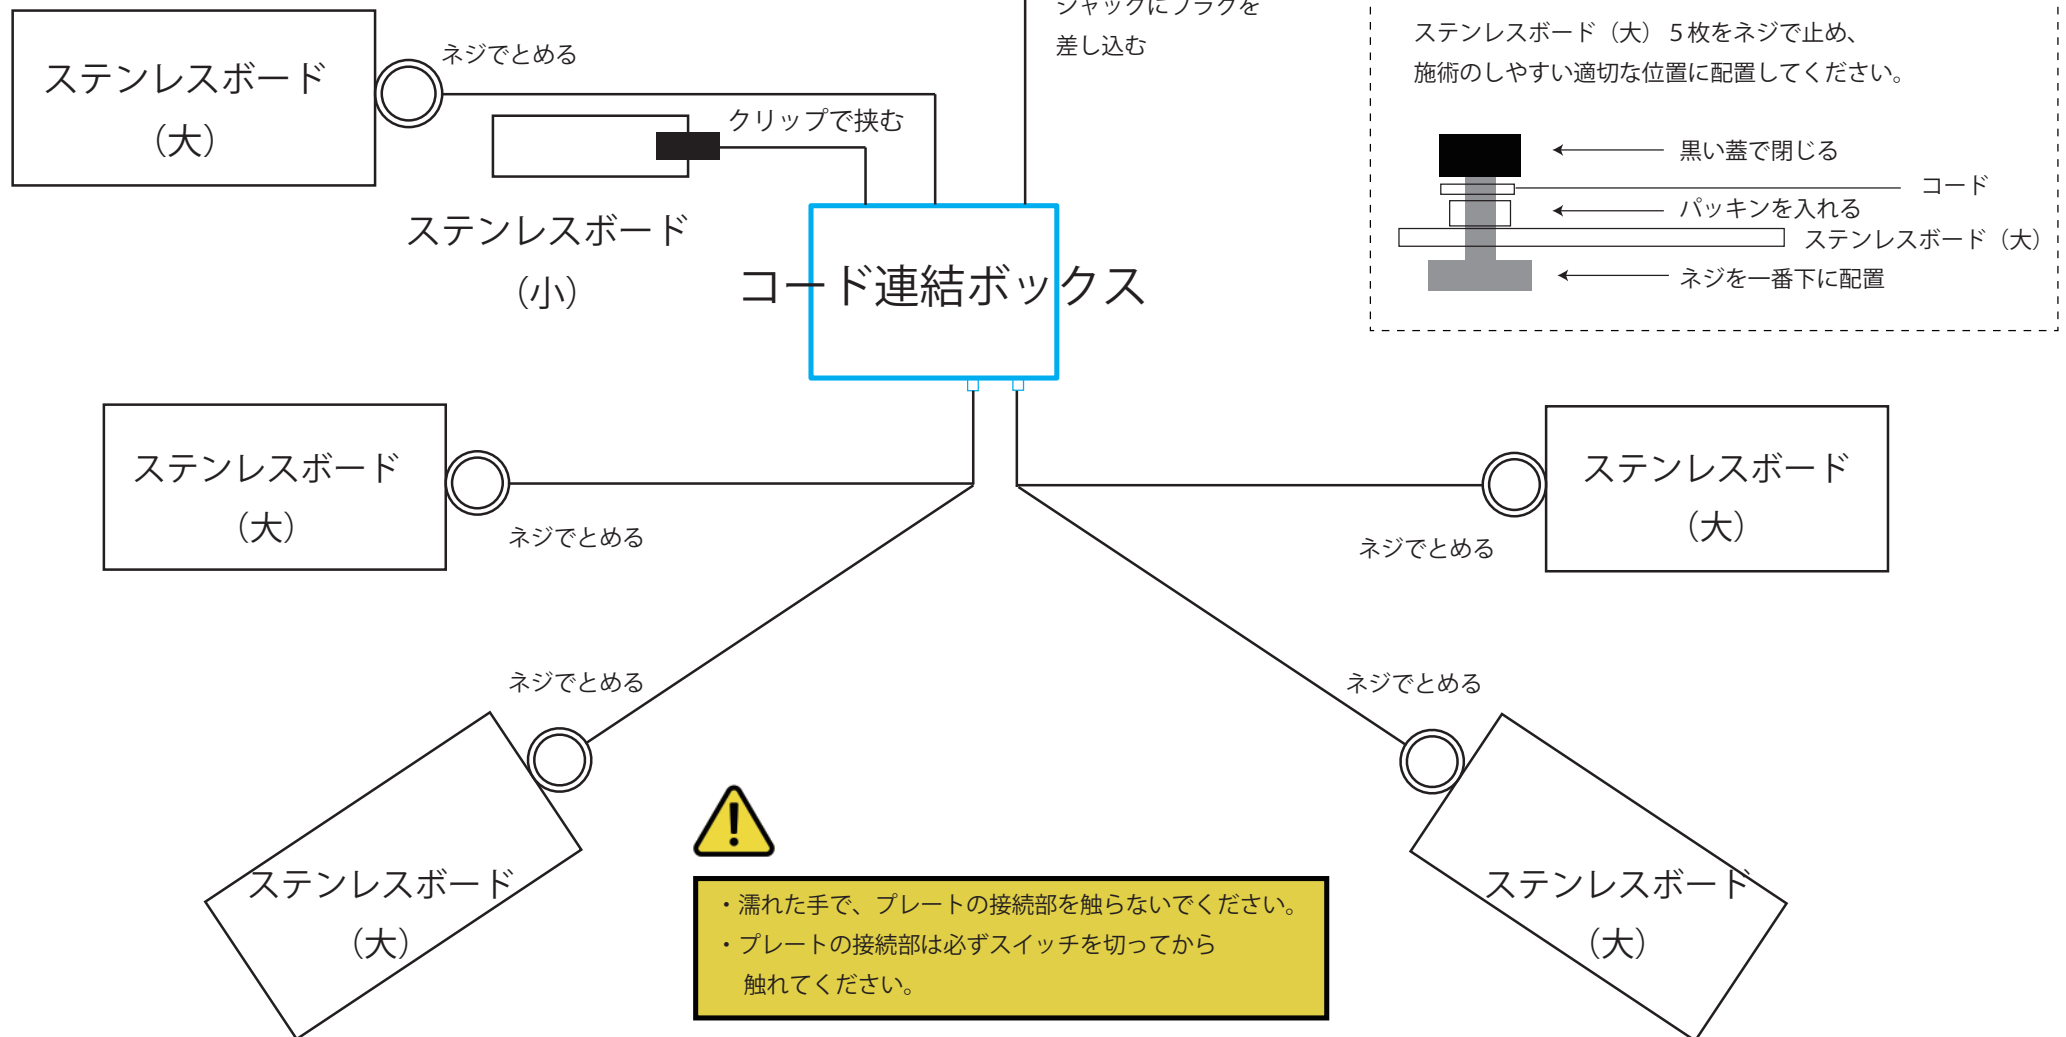 ジャックにプラグを
差し込む
ステンレスボード（大）５枚をネジで止め、
施術のしやすい適切な位置に配置してください。
ステンレスボード
（大）
ネジでとめる
クリップで挟む
ステンレスボード
（小）
コード連結ボックス
黒い蓋で閉じる
コード
パッキンを入れる
ステンレスボード（大）
ネジを一番下に配置
ステンレスボード
（大）
ネジでとめる
ステンレスボード
（大）
ネジでとめる
ネジでとめる
ステンレスボード
（大）
ネジでとめる
ステンレスボード
（大）
・濡れた手で、プレートの接続部を触らないでください。
・プレートの接続部は必ずスイッチを切ってから
触れてください。